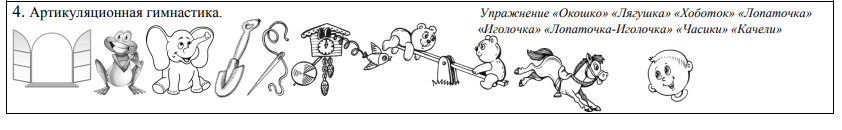 4. Артикуляционная гимнастика.
Упражнение «Окошко» «Лягушка» «Хоботок» «Лопаточка»
«Иголочка» «Лопаточка-Иголочка» «Часики» «Качели»